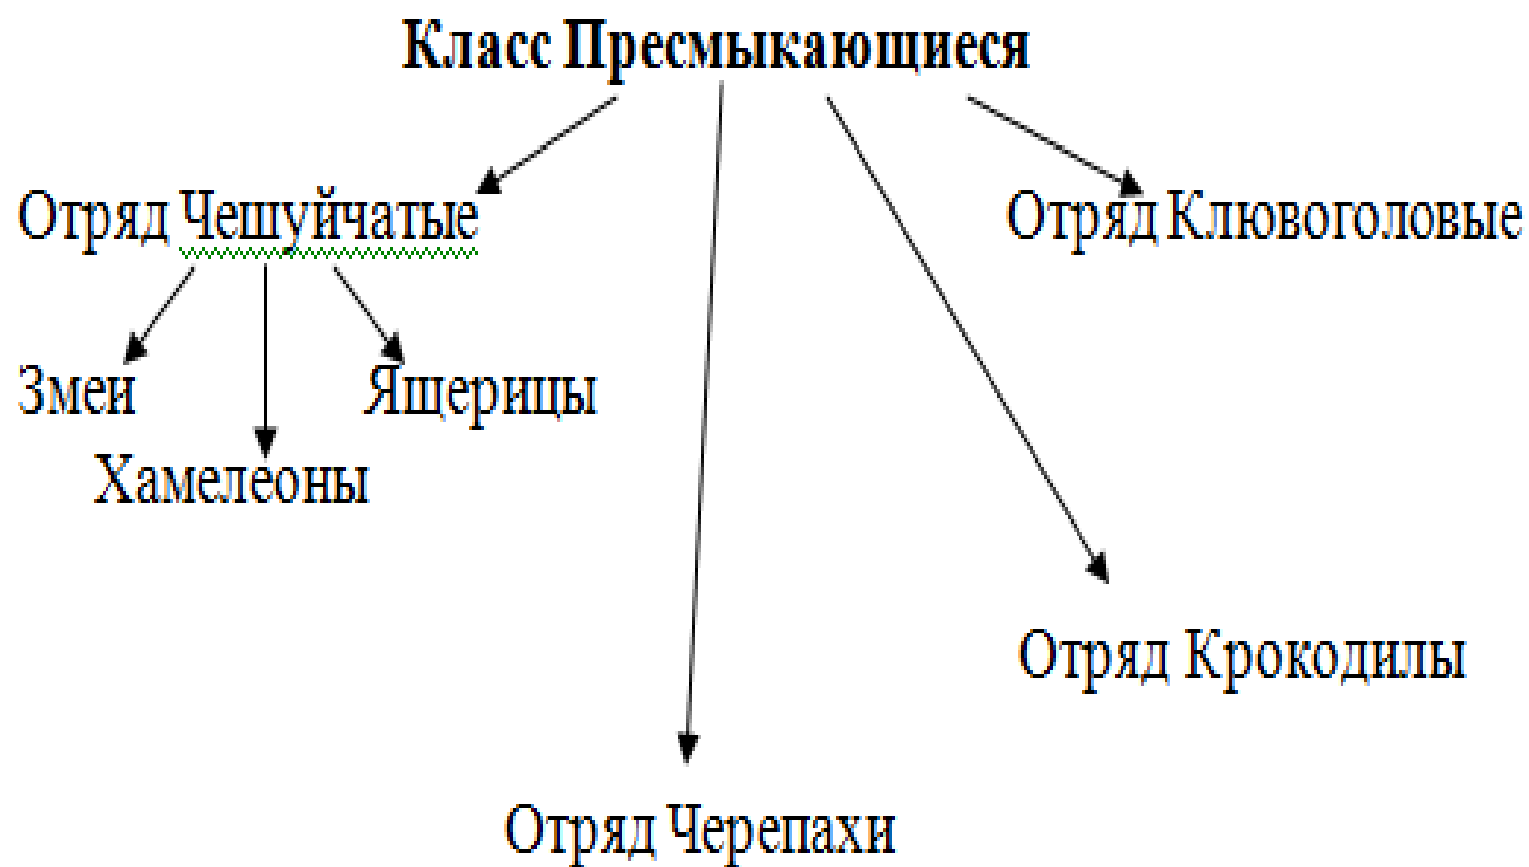 Класс Пресмыкающиеся
Отряд Чешуйчатые
Отряд Клювоголовые
Змеи
Ящерицы
Хамелеоны
Отряд Крокодилы
Отряд Черепахи